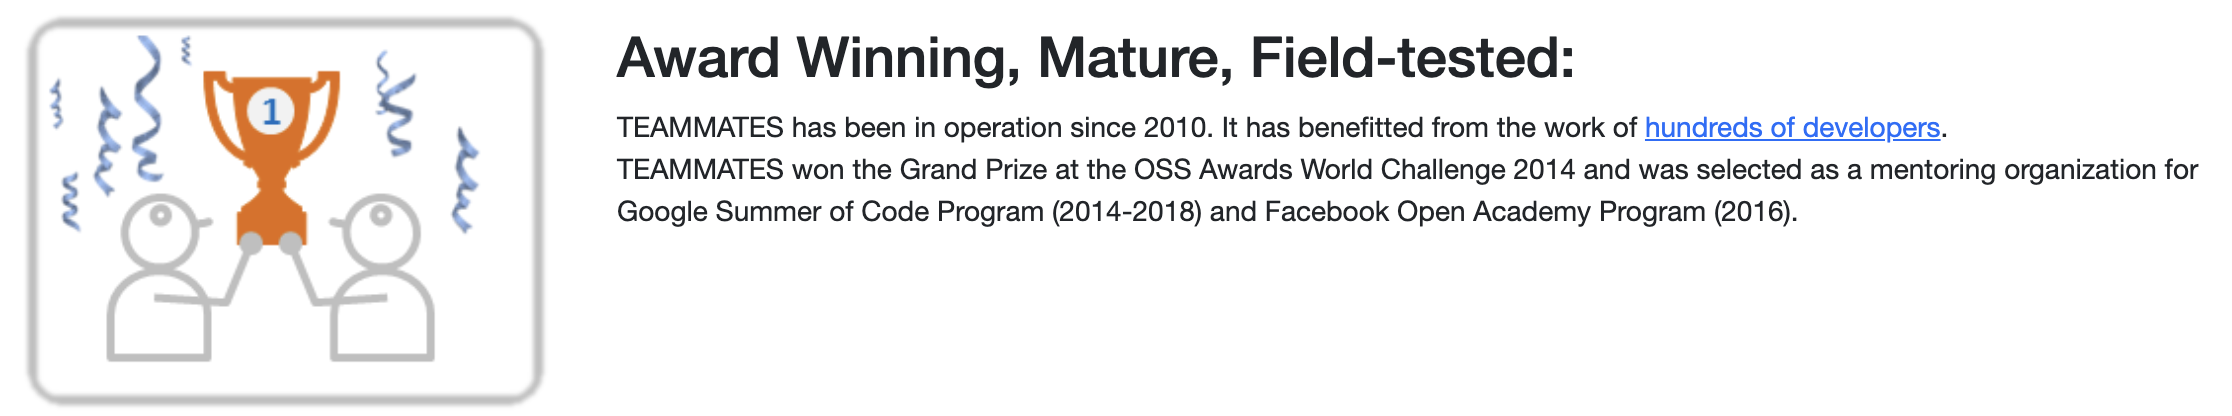 1
Award Winning, Mature, Field-tested:
TEAMMATES has been in operation since 2010. It has benefitted from the work of hundreds of developers.
TEAMMATES won the Grand Prize at the OSS Awards World Challenge 2014 and was selected as a mentoring organization for
Google Summer of Code Program (2014-2018) and Facebook Open Academy Program (2016).